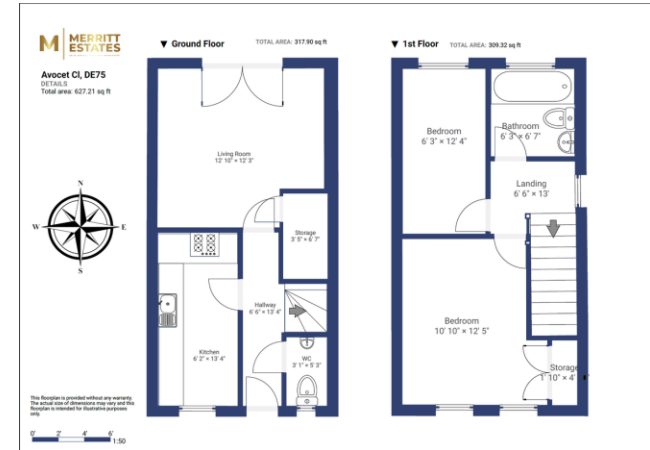 M MERRITT
ESTATES
Avocet Cl, DE75
DETAILS
Total area: 627.21 sq ft
▼ Ground Floor TOTAL AREA: 317.90 sq ft
Living Room
12' 10" × 12' 3"
Storage
3' 5" × 6' 7"
Hallway
6' 6" × 13' 4"
Kitchen
6' 2" × 13' 4"
WC
3' 1" × 5' 3"
▼ 1st Floor TOTAL AREA: 309.32 sq ft
Bedroom
6' 3" × 12' 4"
Bathroom
6' 3" × 6' 7"
Landing
6' 6" × 13'
Bedroom
10' 10" × 12' 5"
Storage
1' 10" × 4'
N
W E
S
This floorplan is provided without any warranty.
The actual size of dimensions may vary and this
floorplan is intended for illustrative purposes
only.
0' 2' 4' 6'
1:50